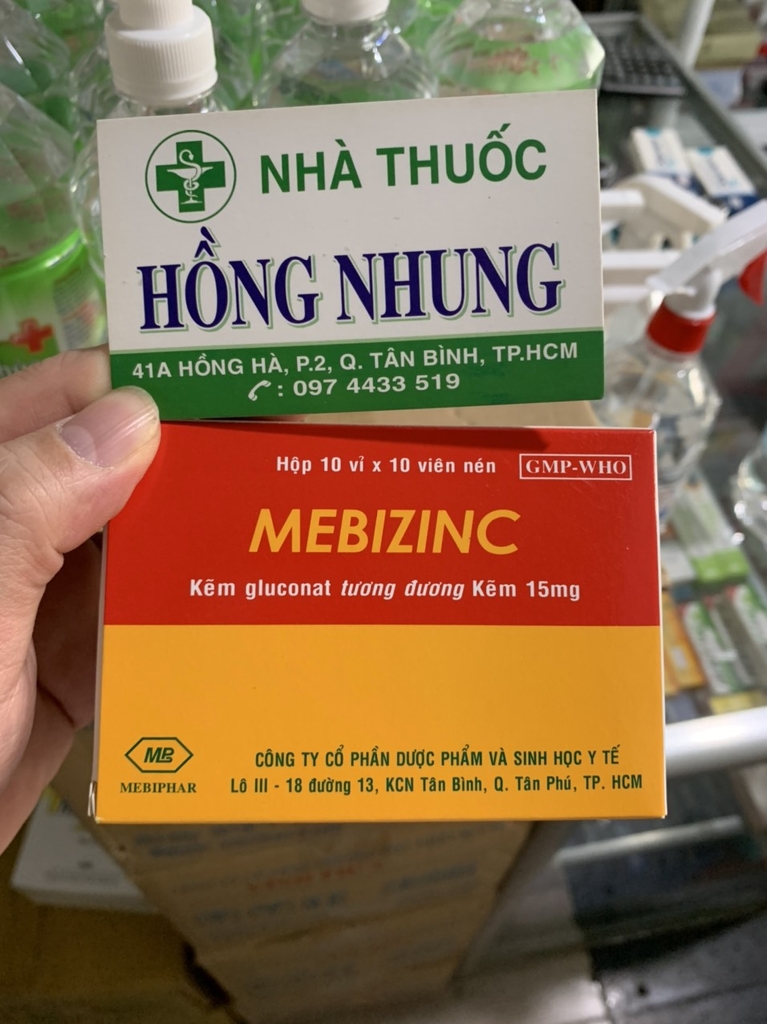 NHÀ THUỐC
HỒNG NHUNG
41A HỒNG HÀ, P.2, Q. TÂN BÌNH, TP.HCM
: 097 4433 519
Hộp 10 vỉ x 10 viên nén GMP-WHO
MEBIZINC
Kẽm gluconat tương đương Kẽm 15mg
MB
MEBIPHAR
CÔNG TY CỔ PHẦN DƯỢC PHẨM VÀ SINH HỌC Y TẾ
Lô III - 18 đường 13, KCN Tân Bình, Q. Tân Phú, TP. HCM